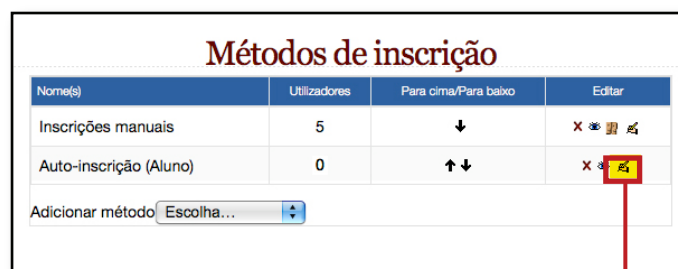 Métodos de inscrição
Nome(s) Utilizadores Para cima/Para baixo Editar
Inscrições manuais 5
Auto-inscrição (Aluno) 0
Adicionar método Escolha...